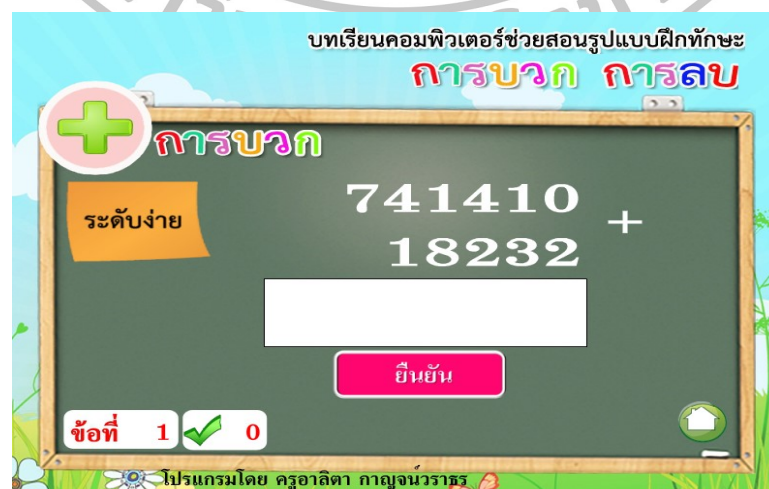 บทเรียนคอมพิวเตอร์ช่วยสอนรูปแบบฝึกทักษะ
การบวก การลบ
การบวก
ระดับง่าย
741410
+
18232
ยืนยัน
ข้อที่ 1 0
โปรแกรมโดย ครูอาลิตา กาญจน์วราธร